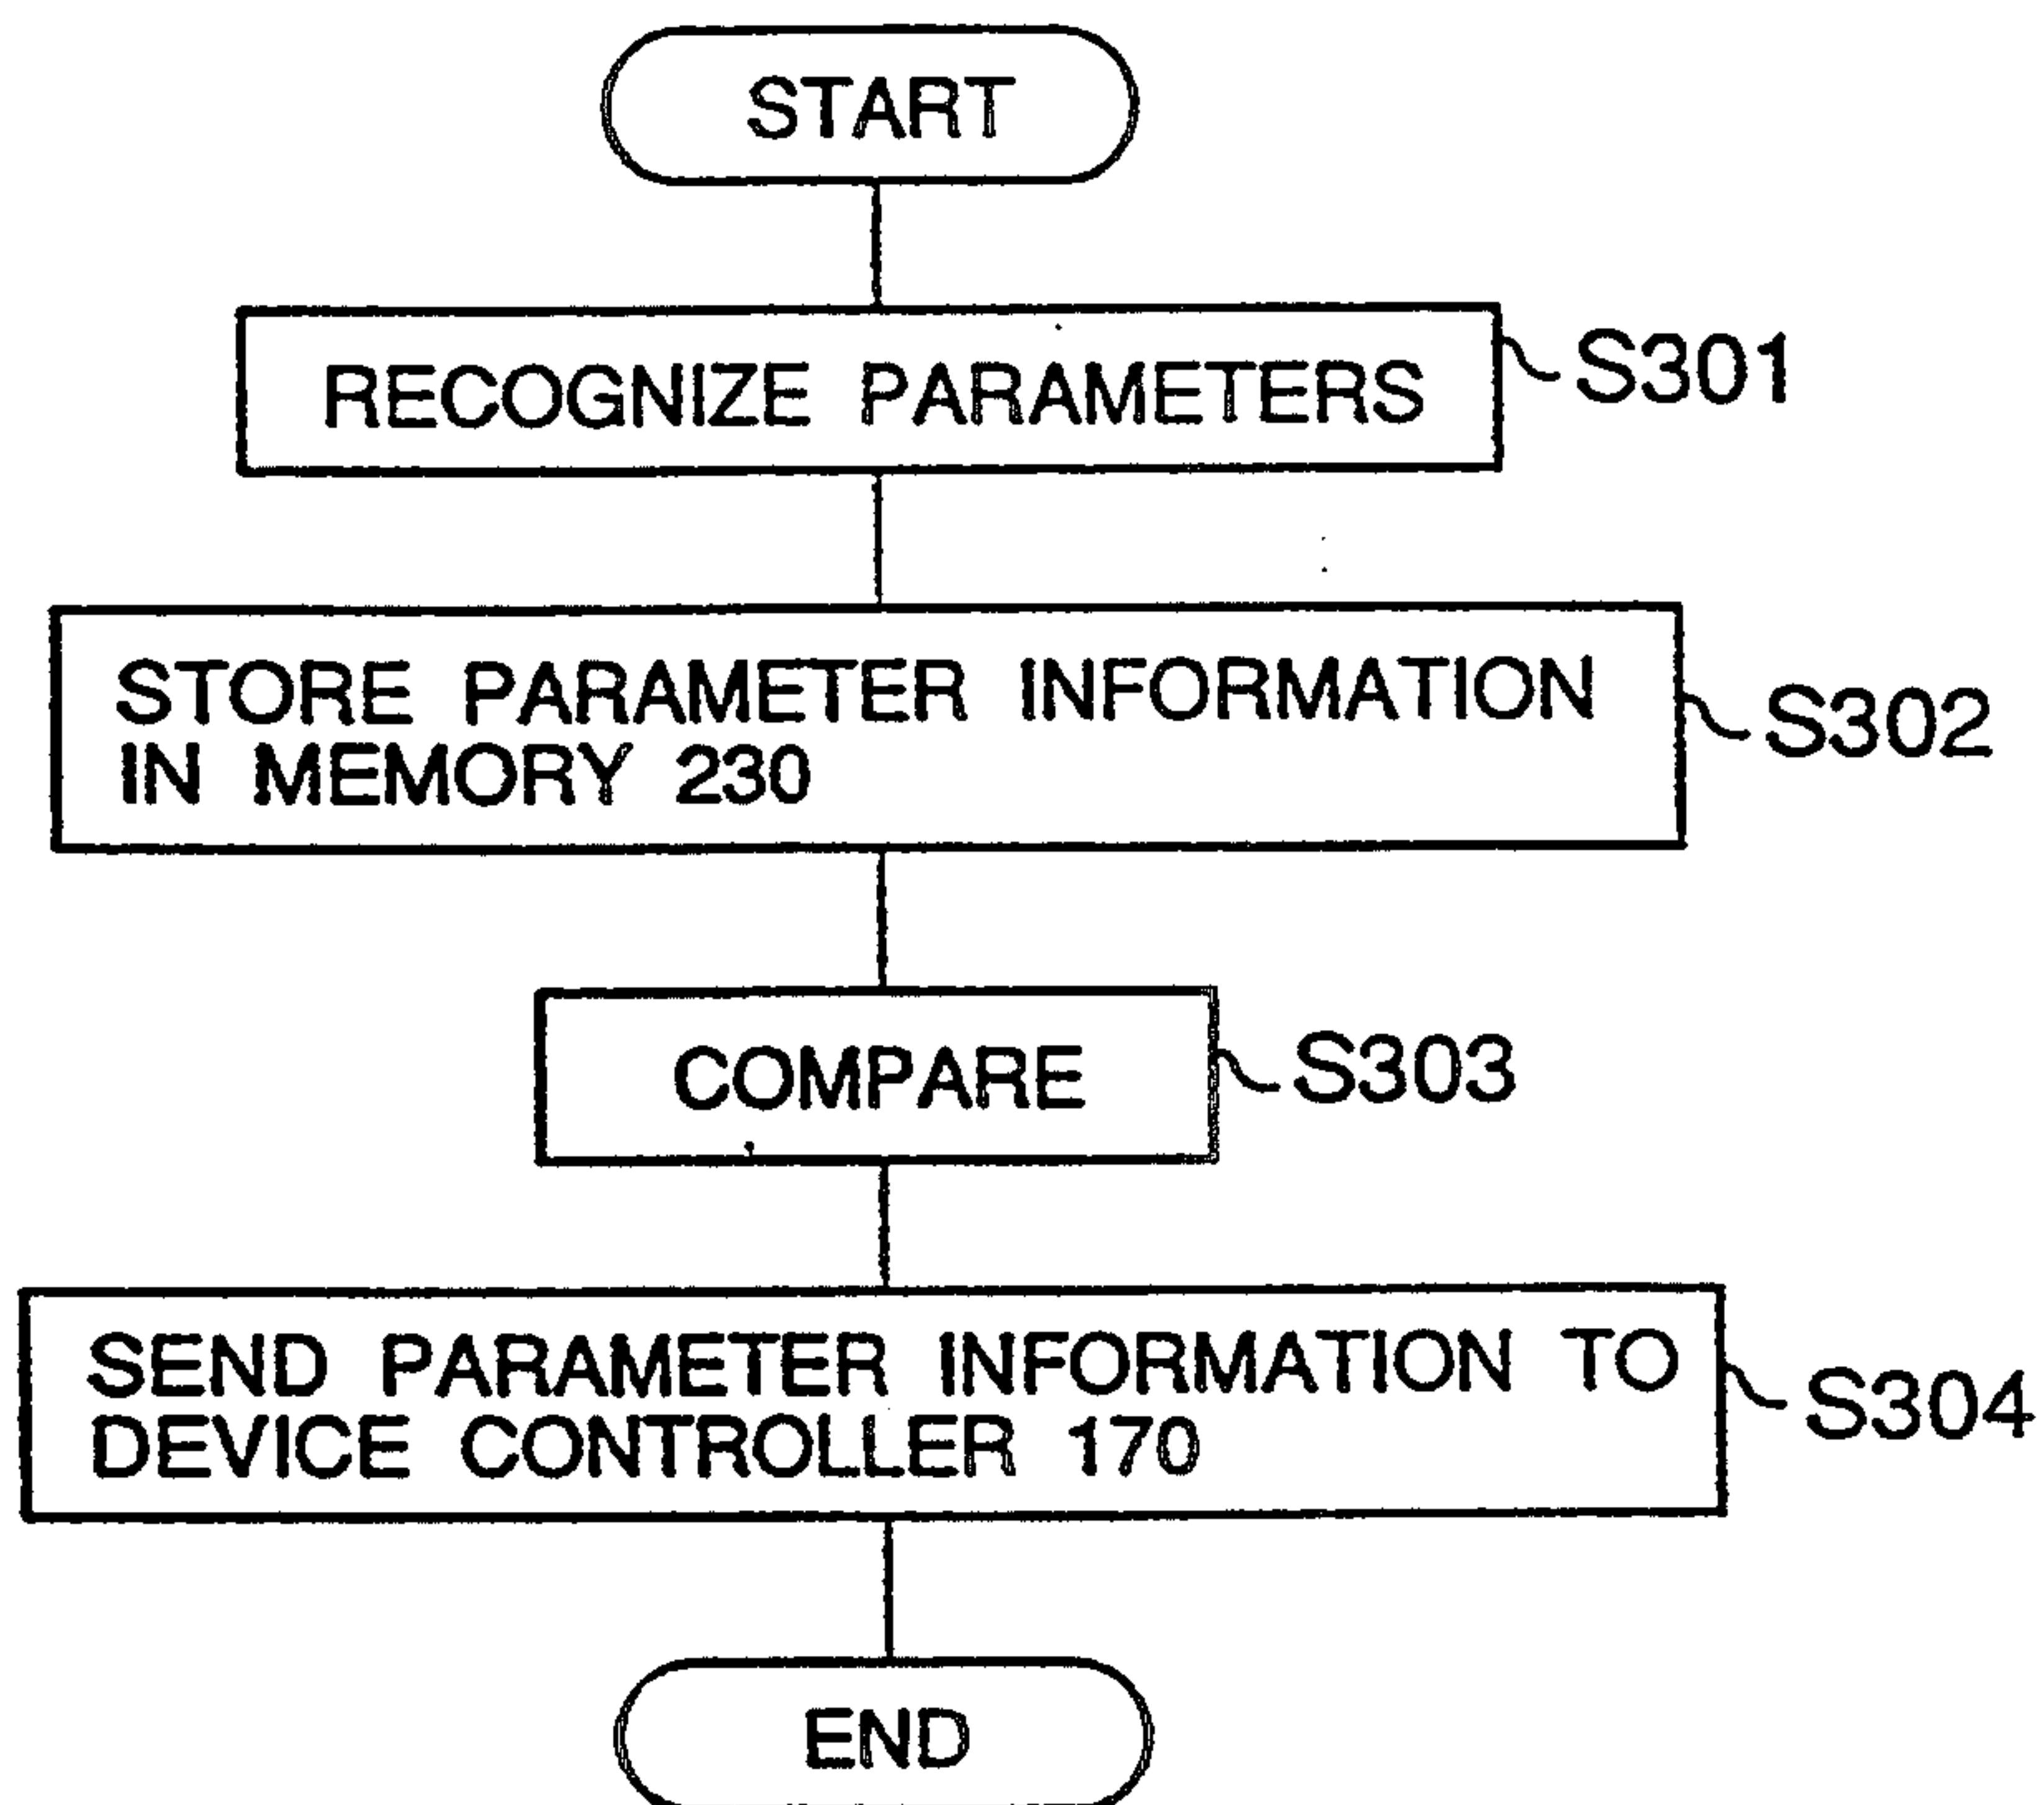 START
RECOGNIZE PARAMETERS
S301
STORE PARAMETER INFORMATION
IN MEMORY 230
S302
COMPARE
S303
SEND PARAMETER INFORMATION TO
DEVICE CONTROLLER 170
S304
END